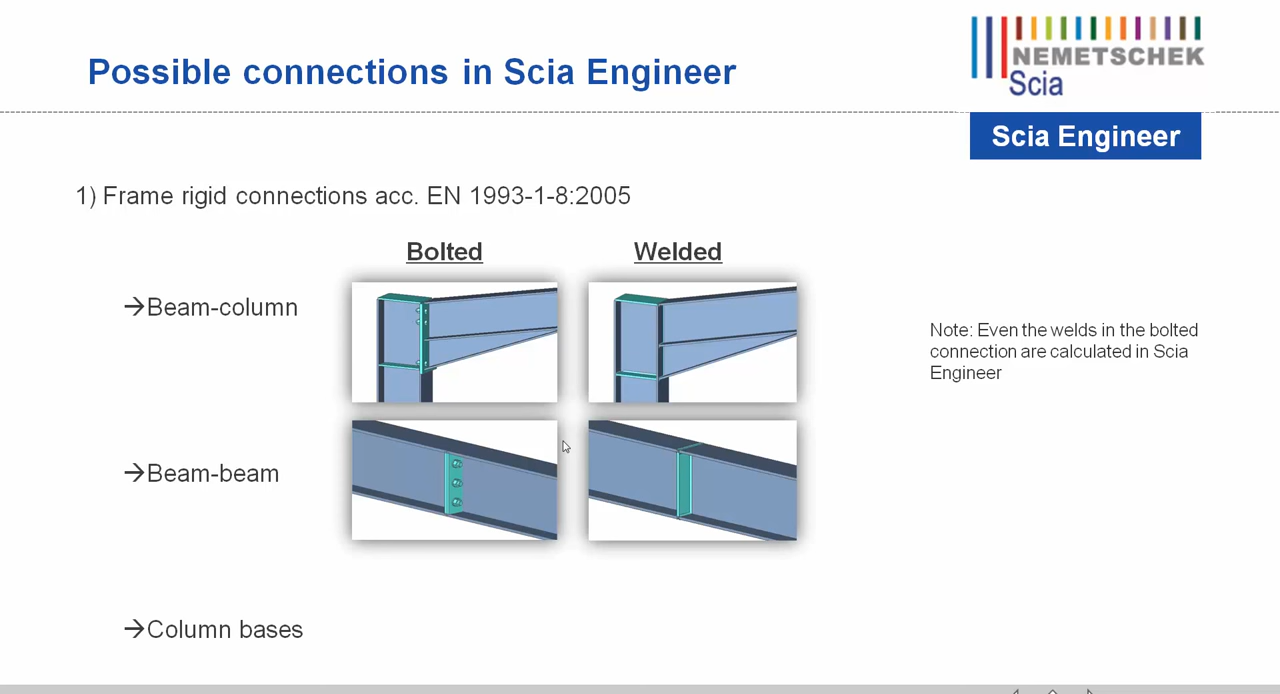 Possible connections in Scia Engineer
NEMETSCHEK
Scia
Scia Engineer
1) Frame rigid connections acc. EN 1993-1-8:2005
Bolted
Welded
→Beam-column
Note: Even the welds in the bolted
connection are calculated in Scia
Engineer
→Beam-beam
→Column bases